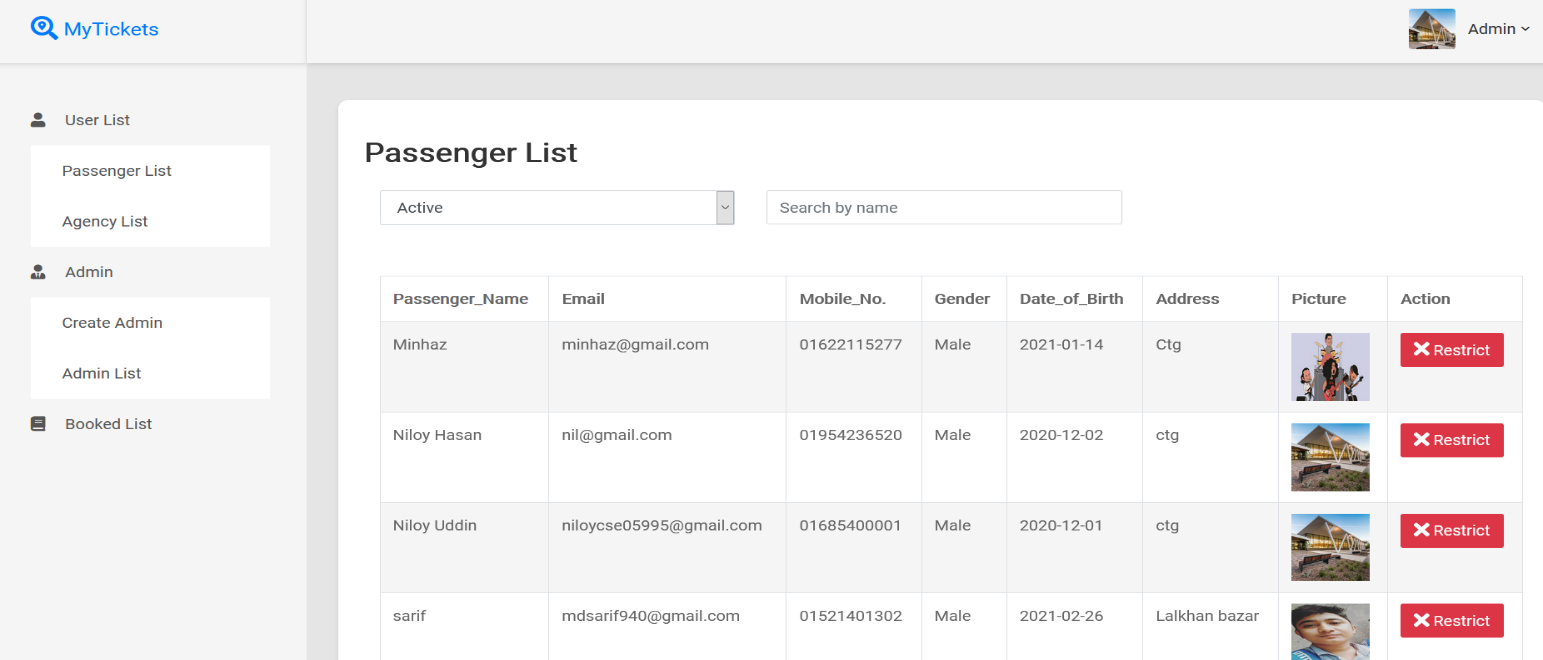 MyTickets
Admin
User List
Passenger List
Agency List
Admin
Create Admin
Admin List
Booked List
Passenger List
Active Search by name
Passenger_Name Email Mobile_No. Gender Date_of_Birth Address Picture Action
Minhaz minhaz@gmail.com 01622115277 Male 2021-01-14 Ctg Restrict
Niloy Hasan nil@gmail.com 01954236520 Male 2020-12-02 ctg Restrict
Niloy Uddin niloycse05995@gmail.com 01685400001 Male 2020-12-01 ctg Restrict
sarif mdsarif940@gmail.com 01521401302 Male 2021-02-26 Lalkhan bazar Restrict